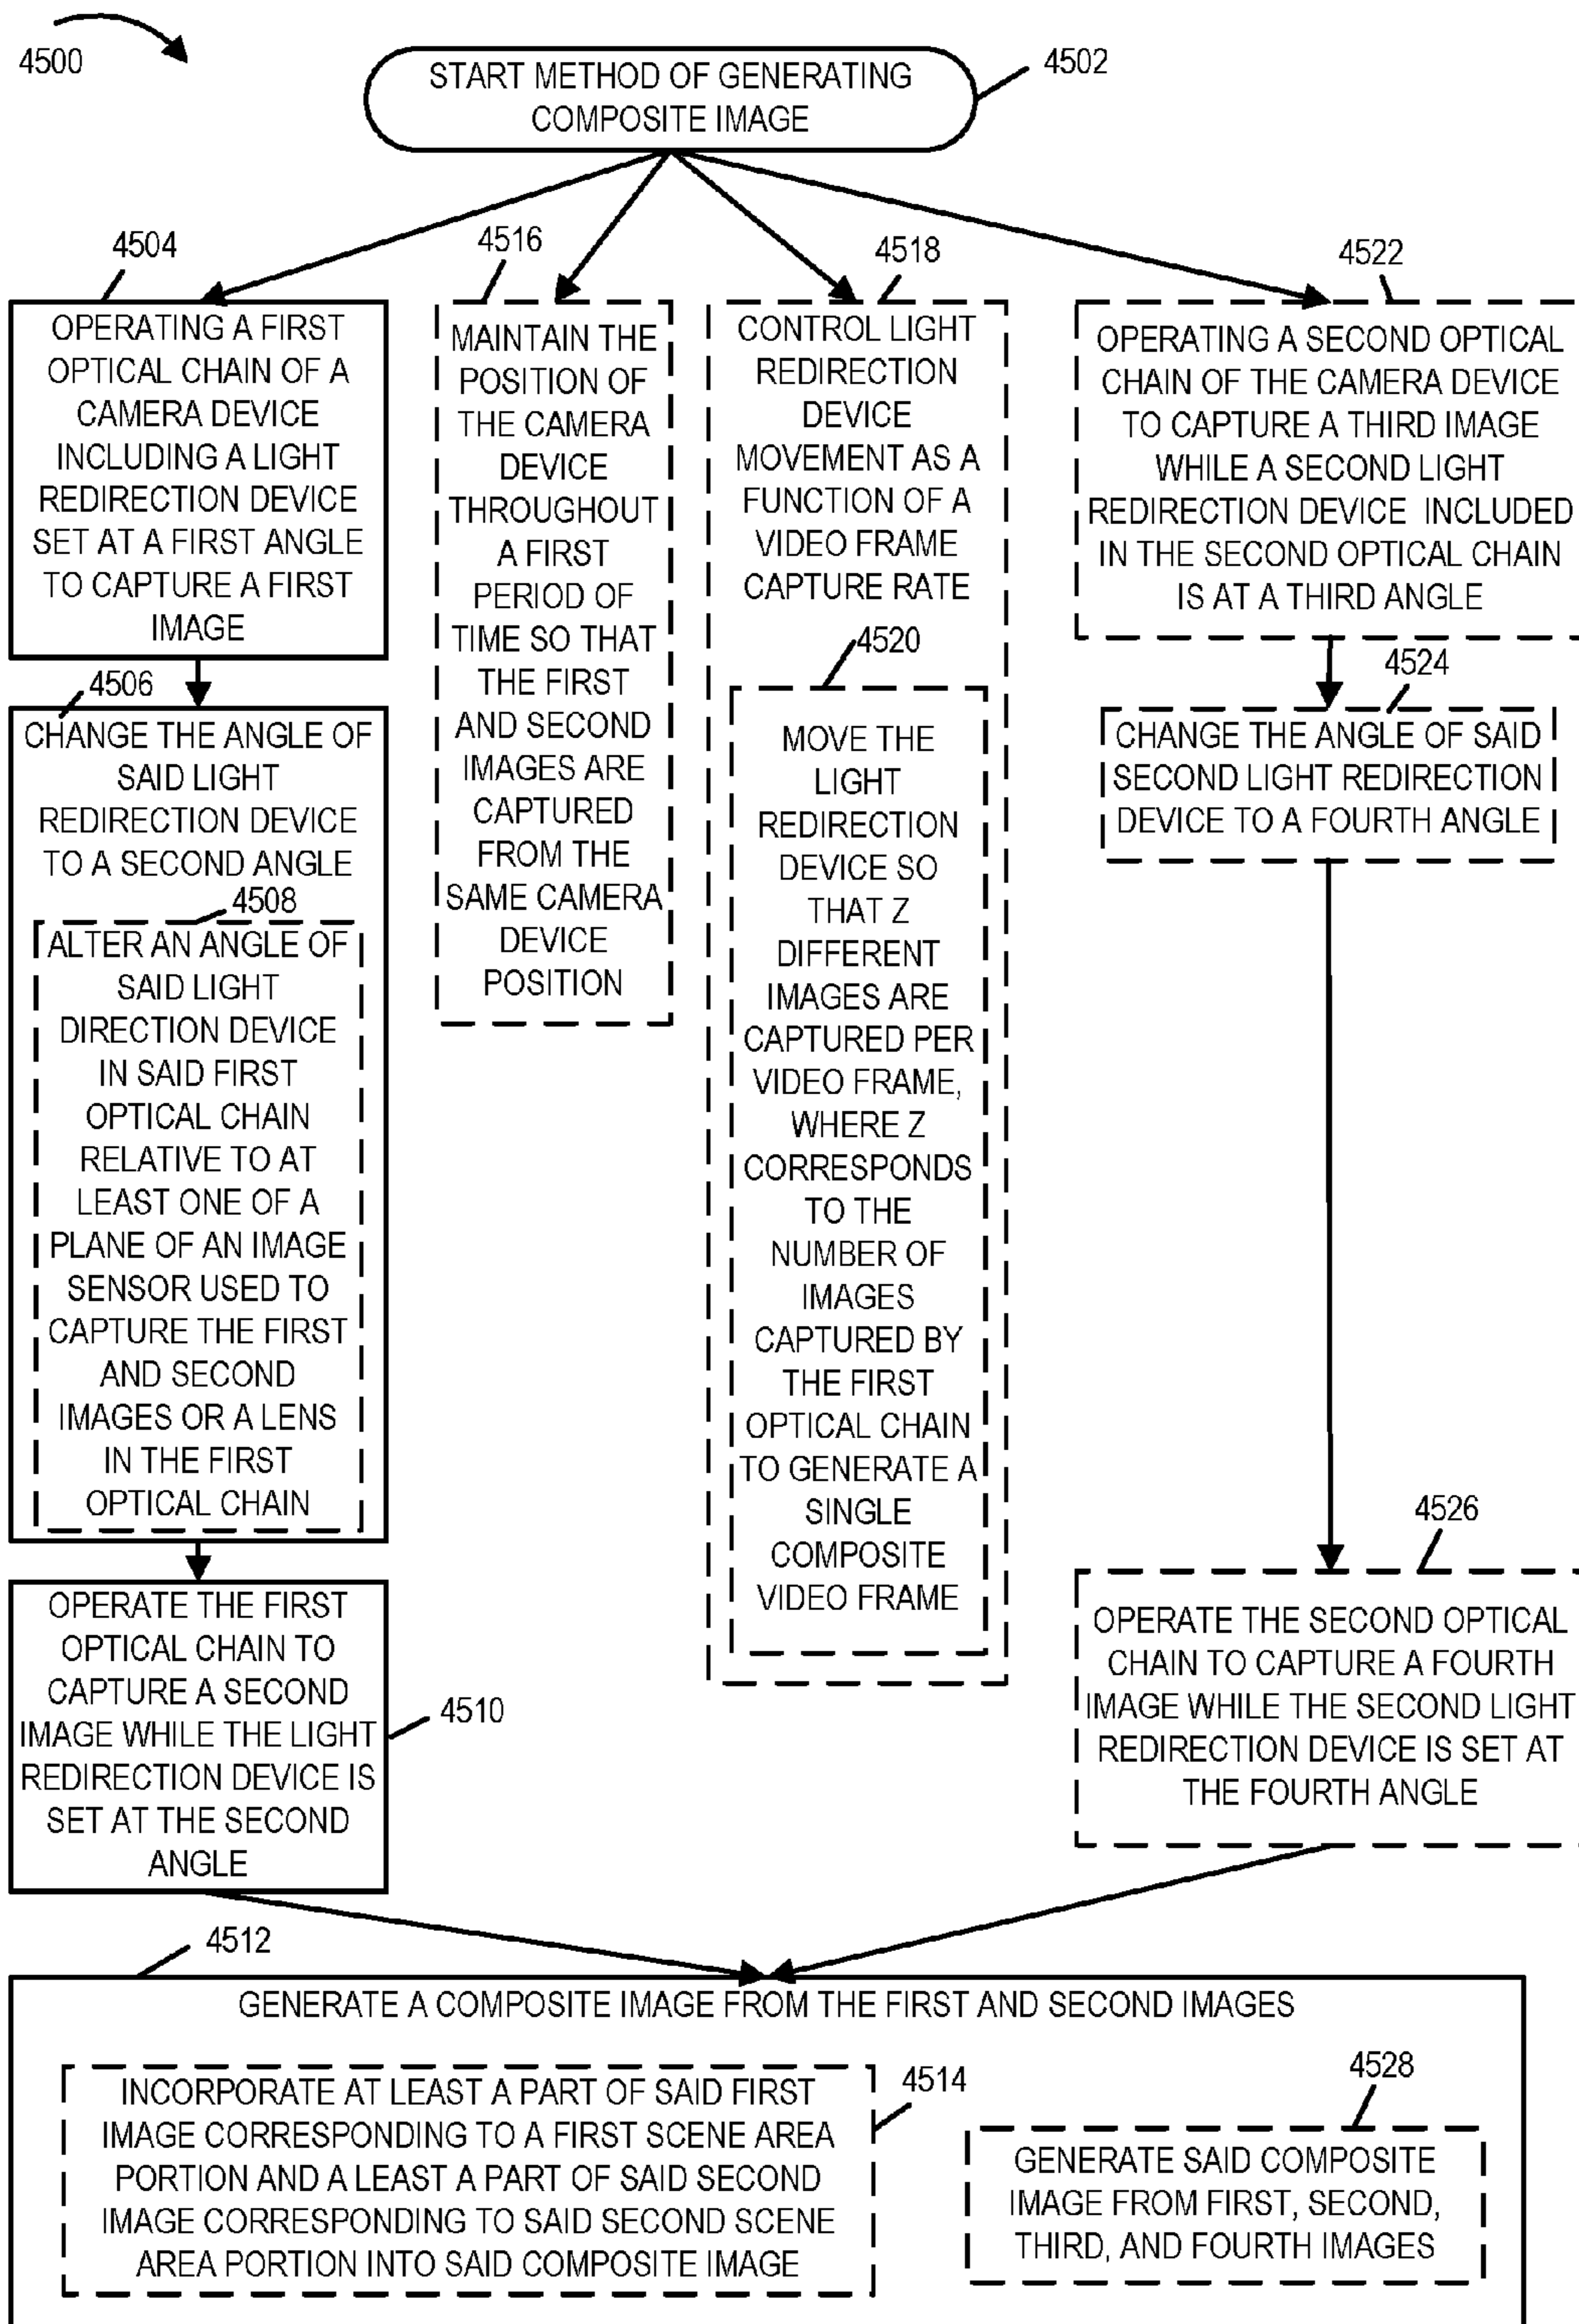 4500
START METHOD OF GENERATING
COMPOSITE IMAGE
4502
4504
OPERATING A FIRST
OPTICAL CHAIN OF A
CAMERA DEVICE
INCLUDING A LIGHT
REDIRECTION DEVICE
SET AT A FIRST ANGLE
TO CAPTURE A FIRST
IMAGE
4506
CHANGE THE ANGLE OF
SAID LIGHT
REDIRECTION DEVICE
TO A SECOND ANGLE
4508
ALTER AN ANGLE OF
SAID LIGHT
DIRECTION DEVICE
IN SAID FIRST
OPTICAL CHAIN
RELATIVE TO AT
LEAST ONE OF A
PLANE OF AN IMAGE
SENSOR USED TO
CAPTURE THE FIRST
AND SECOND
IMAGES OR A LENS
IN THE FIRST
OPTICAL CHAIN
OPERATE THE FIRST
OPTICAL CHAIN TO
CAPTURE A SECOND
IMAGE WHILE THE LIGHT
REDIRECTION DEVICE IS
SET AT THE SECOND
ANGLE
4510
4516
MAINTAIN THE
POSITION OF
THE CAMERA
DEVICE
THROUGHOUT
A FIRST
PERIOD OF
TIME SO THAT
THE FIRST
AND SECOND
IMAGES ARE
CAPTURED
FROM THE
SAME CAMERA
DEVICE
POSITION
4518
CONTROL LIGHT
REDIRECTION
DEVICE
MOVEMENT AS A
FUNCTION OF A
VIDEO FRAME
CAPTURE RATE
4520
MOVE THE
LIGHT
REDIRECTION
DEVICE SO
THAT Z
DIFFERENT
IMAGES ARE
CAPTURED PER
VIDEO FRAME,
WHERE Z
CORRESPONDS
TO THE
NUMBER OF
IMAGES
CAPTURED BY
THE FIRST
OPTICAL CHAIN
TO GENERATE A
SINGLE
COMPOSITE
VIDEO FRAME
4522
OPERATING A SECOND OPTICAL
CHAIN OF THE CAMERA DEVICE
TO CAPTURE A THIRD IMAGE
WHILE A SECOND LIGHT
REDIRECTION DEVICE INCLUDED
IN THE SECOND OPTICAL CHAIN
IS AT A THIRD ANGLE
4524
CHANGE THE ANGLE OF SAID
SECOND LIGHT REDIRECTION
DEVICE TO A FOURTH ANGLE
4526
OPERATE THE SECOND OPTICAL
CHAIN TO CAPTURE A FOURTH
IMAGE WHILE THE SECOND LIGHT
REDIRECTION DEVICE IS SET AT
THE FOURTH ANGLE
4512
GENERATE A COMPOSITE IMAGE FROM THE FIRST AND SECOND IMAGES
INCORPORATE AT LEAST A PART OF SAID FIRST
IMAGE CORRESPONDING TO A FIRST SCENE AREA
PORTION AND A LEAST A PART OF SAID SECOND
IMAGE CORRESPONDING TO SAID SECOND SCENE
AREA PORTION INTO SAID COMPOSITE IMAGE
4514
4528
GENERATE SAID COMPOSITE
IMAGE FROM FIRST, SECOND,
THIRD, AND FOURTH IMAGES